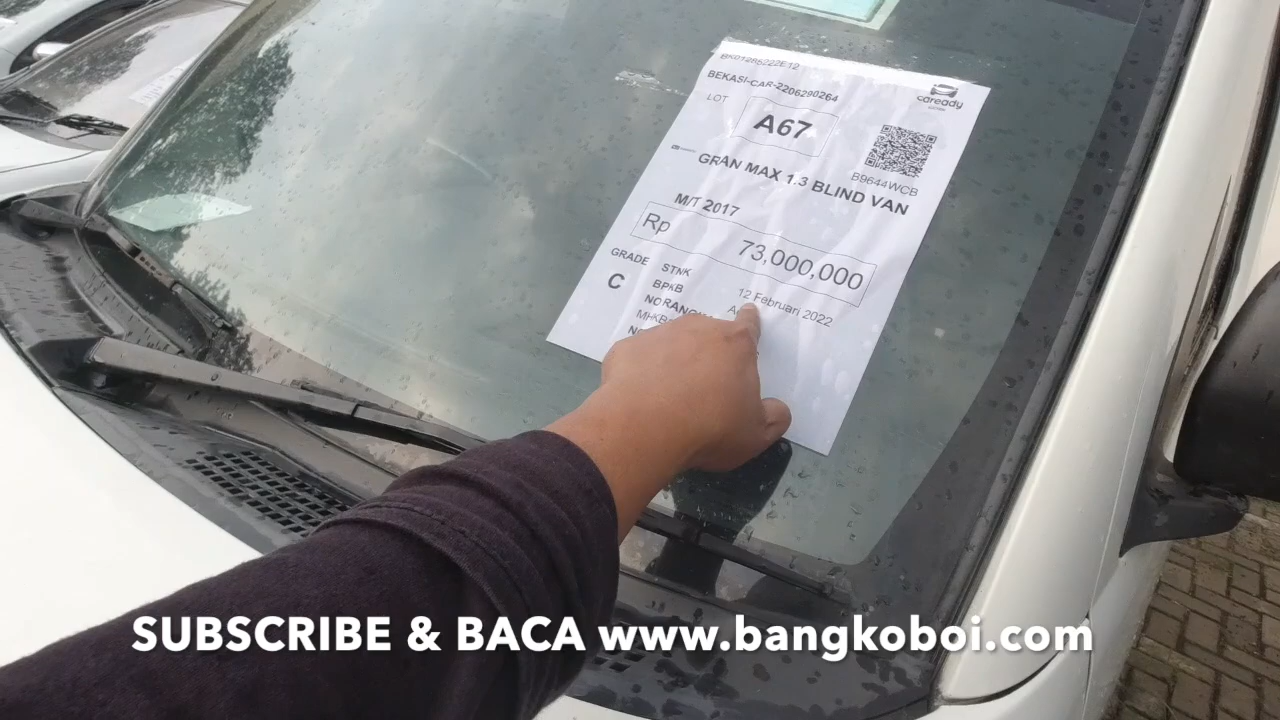 BK01286222E12
BEKASI-CAR-2206290264
caready
LOT
A67
B9644WCB
GRAN MAX 1.3 BLIND VAN
M/T 2017
Rp 73,000,000
GRADE
C
STNK 12 Februari 2022
BPKB
SUBSCRIBE & BACA www.bangkoboi.com